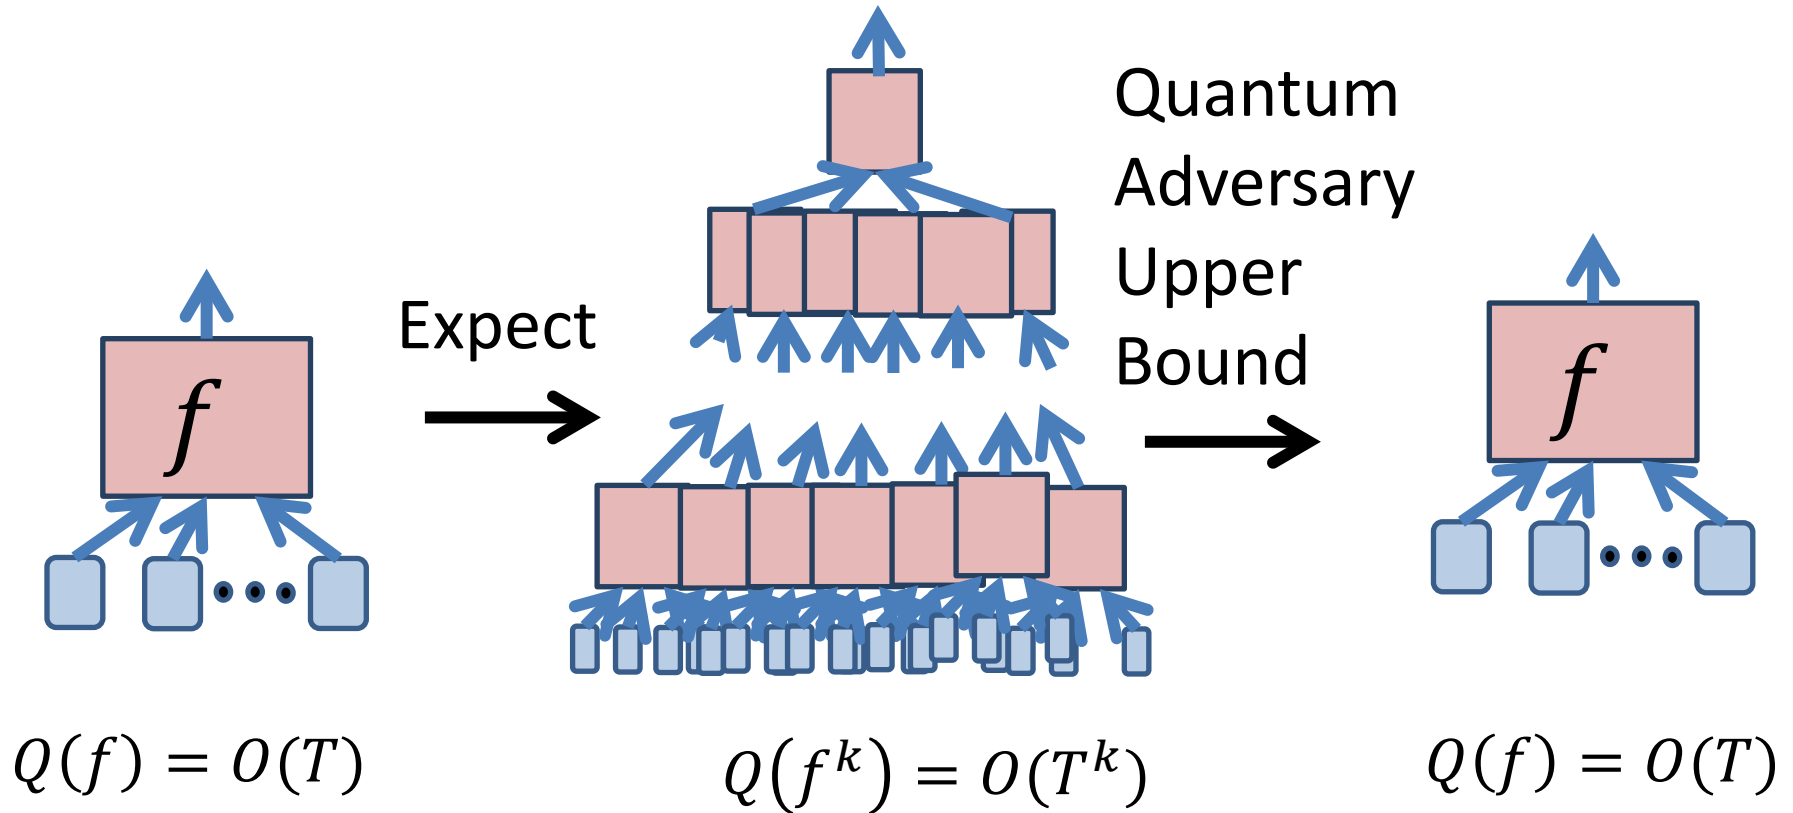 f
Expect
Quantum
Adversary
Upper
Bound
f
Q(f) = O(T)
Q(f^k) = O(T^k)
Q(f) = O(T)